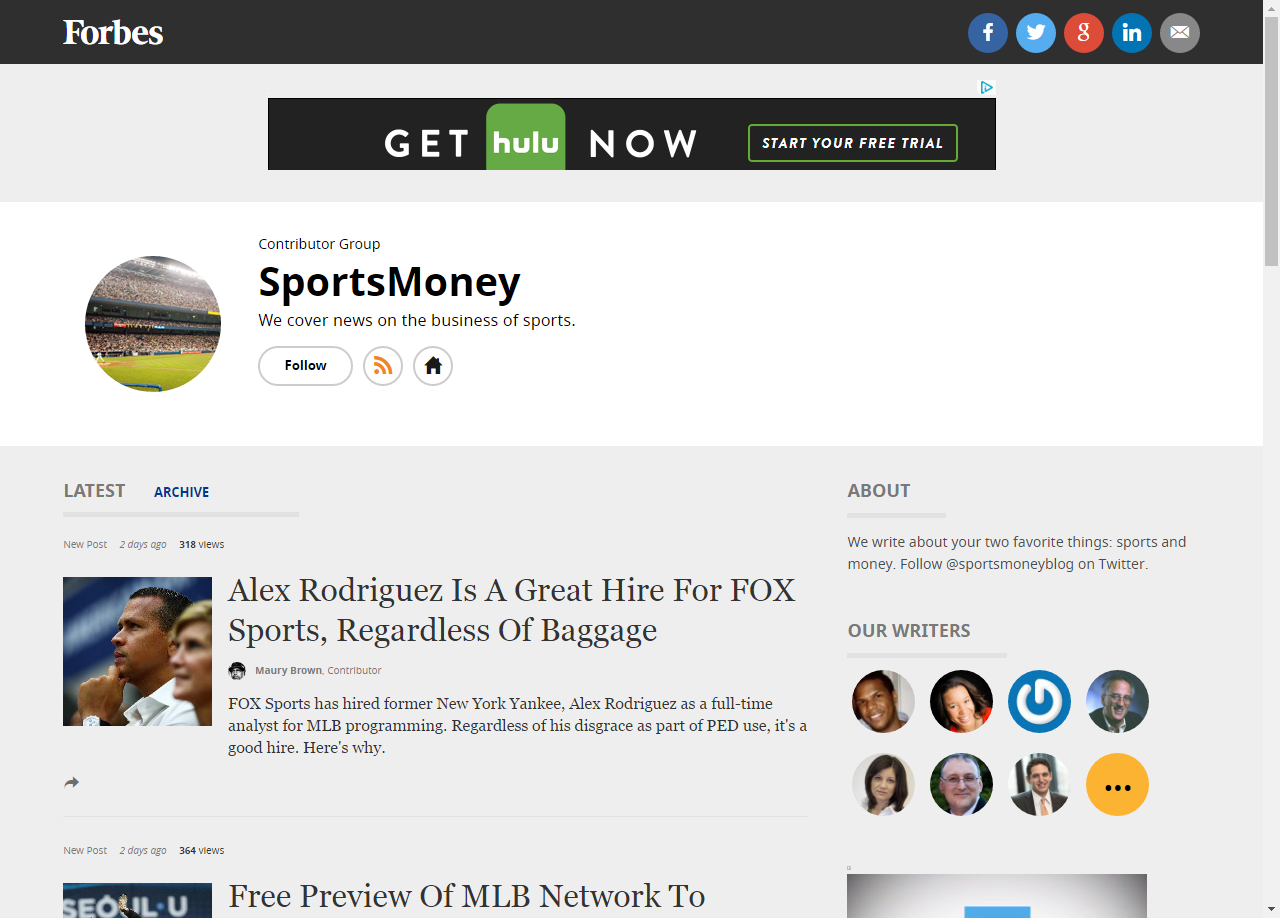 Forbes
GET hulu NOW
START YOUR FREE TRIAL
Contributor Group
SportsMoney
We cover news on the business of sports.
Follow
LATEST ARCHIVE
New Post 2 days ago 318 views
Alex Rodriguez Is A Great Hire For FOX
Sports, Regardless Of Baggage
Maury Brown, Contributor
FOX Sports has hired former New York Yankee, Alex Rodriguez as a full-time
analyst for MLB programming. Regardless of his disgrace as part of PED use, it's a
good hire. Here's why.
New Post 2 days ago 364 views
SEOUL·U
Free Preview Of MLB Network To
ABOUT
We write about your two favorite things: sports and
money. Follow @sportsmoneyblog on Twitter.
OUR WRITERS